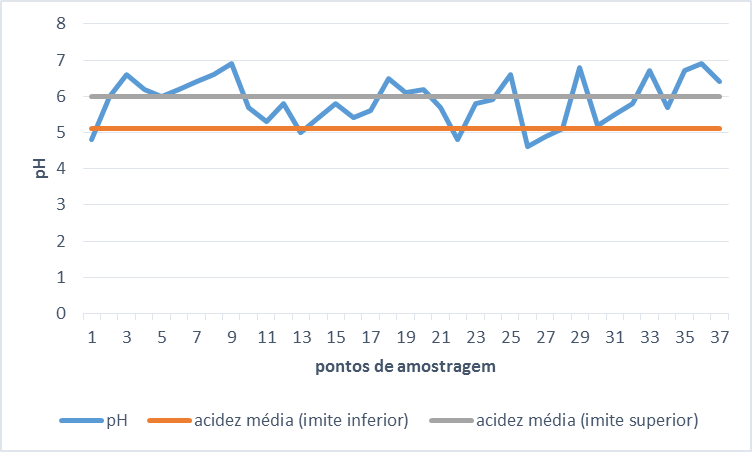 8
7
6
5
4
3
2
1
0
pH
1 3 5 7 9 11 13 15 17 19 21 23 25 27 29 31 33 35 37
pontos de amostragem
pH acidez média (imite inferior) acidez média (imite superior)